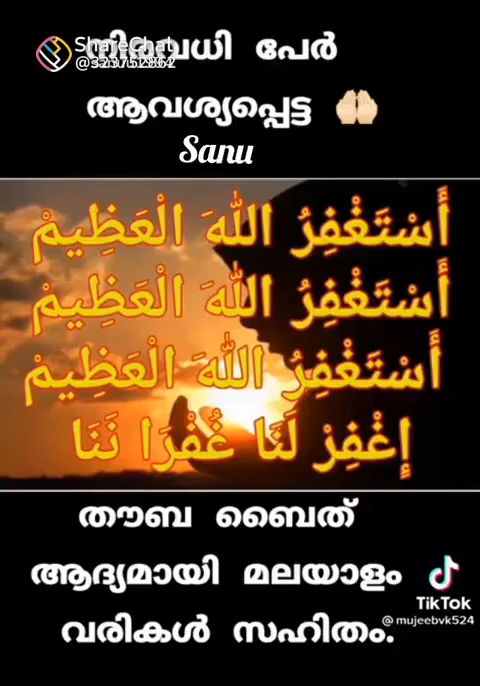 ShareChat
നിരവധി പേർ
ആവശ്യപ്പെട്ട 🤲🏻
Sanu
أَسْتَغْفِرُ اللّٰهَ الْعَظِيمْ
أَسْتَغْفِرُ اللّٰهَ الْعَظِيمْ
أَسْتَغْفِرُ اللّٰهَ الْعَظِيمْ
إِغْفِرْ لَنَا غُفْرَا نَنَا
തൗബ ബൈത്
ആദ്യമായി മലയാളം
TikTok
@mujeebvk524
വരികൾ സഹിതം.